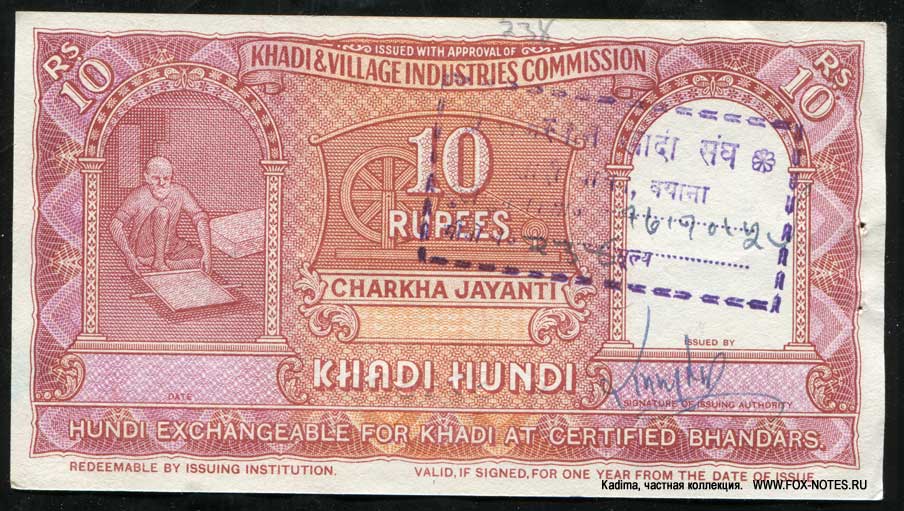 238
ISSUED WITH APPROVAL OF
KHADI & VILLAGE INDUSTRIES COMMISSION
RS. 10
RS. 10
10
RUPEES
CHARKHA JAYANTI
KHADI HUNDI
संघ
, बयाना
ISSUED BY
DATE
SIGNATURE OF ISSUING AUTHORITY
HUNDI EXCHANGEABLE FOR KHADI AT CERTIFIED BHANDARS.
REDEEMABLE BY ISSUING INSTITUTION.
VALID, IF SIGNED, FOR ONE YEAR FROM THE DATE OF ISSUE
Kadima, частная коллекция. WWW.FOX-NOTES.RU